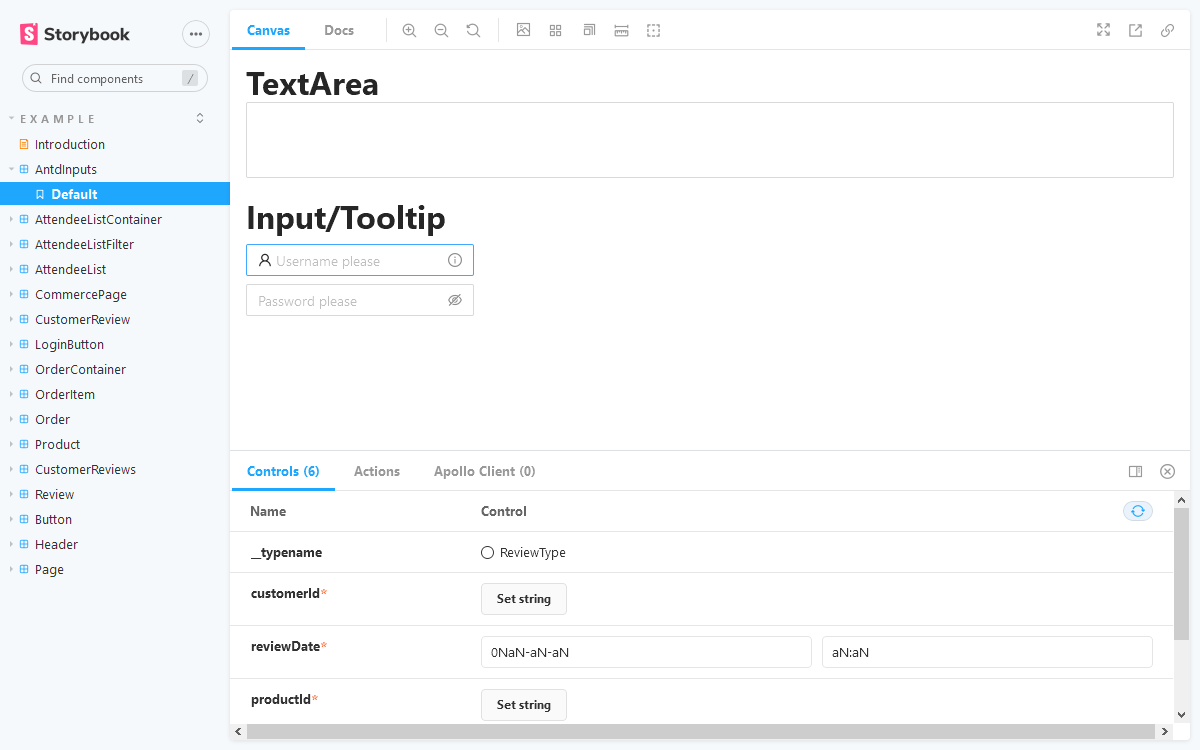 Storybook
Find components
/
EXAMPLE
Introduction
AntdInputs
Default
AttendeeListContainer
AttendeeListFilter
AttendeeList
CommercePage
CustomerReview
LoginButton
OrderContainer
OrderItem
Order
Product
CustomerReviews
Review
Button
Header
Page
Canvas Docs
TextArea
Input/Tooltip
Username please
Password please
Controls (6) Actions Apollo Client (0)
Name Control
__typename ReviewType
customerId* Set string
reviewDate* 0NaN-aN-aN aN:aN
productId* Set string